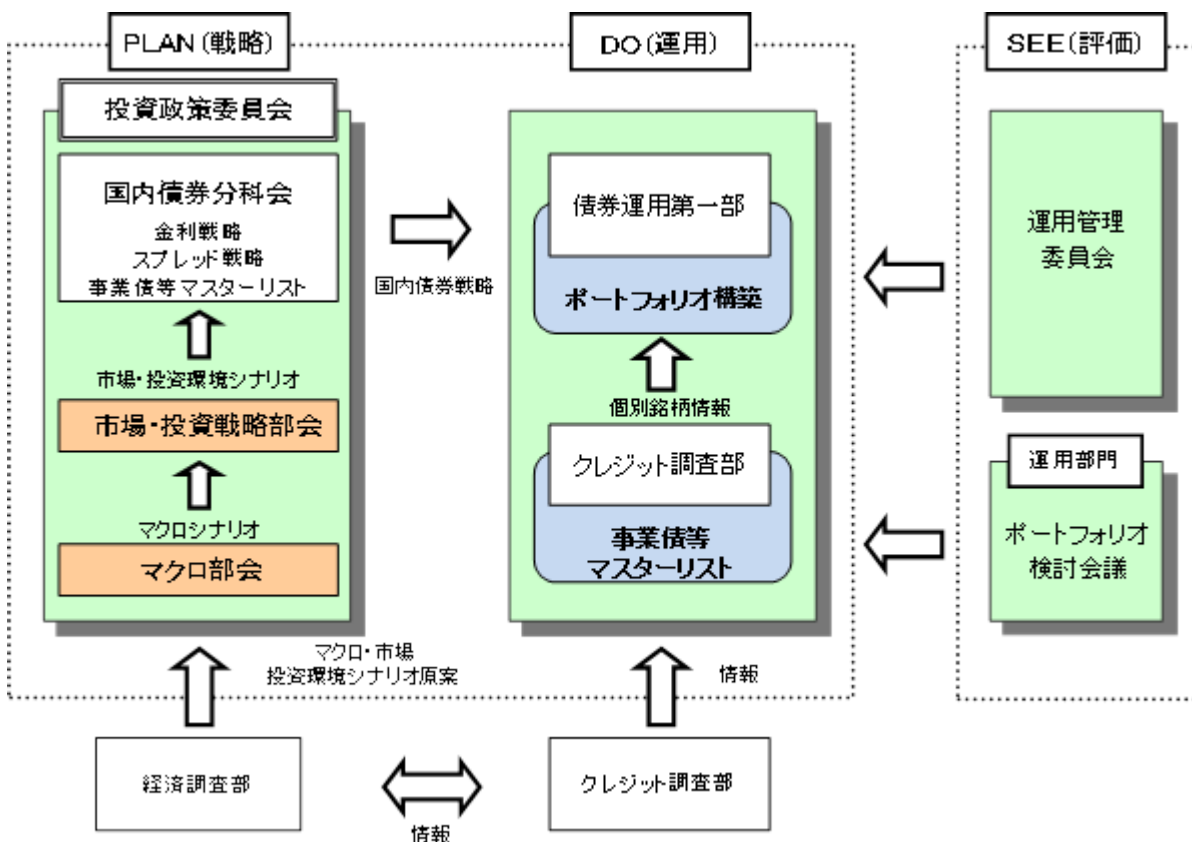 PLAN(戦略)
投資政策委員会
国内債券分科会
金利戦略
スプレッド戦略
事業債等マスターリスト
市場・投資環境シナリオ
市場・投資戦略部会
マクロシナリオ
マクロ部会
マクロ・市場
投資環境シナリオ原案
経済調査部
国内債券戦略
情報
DO(運用)
債券運用第一部
ポートフォリオ構築
個別銘柄情報
クレジット調査部
事業債等
マスターリスト
情報
クレジット調査部
SEE(評価)
運用管理
委員会
運用部門
ポートフォリオ
検討会議